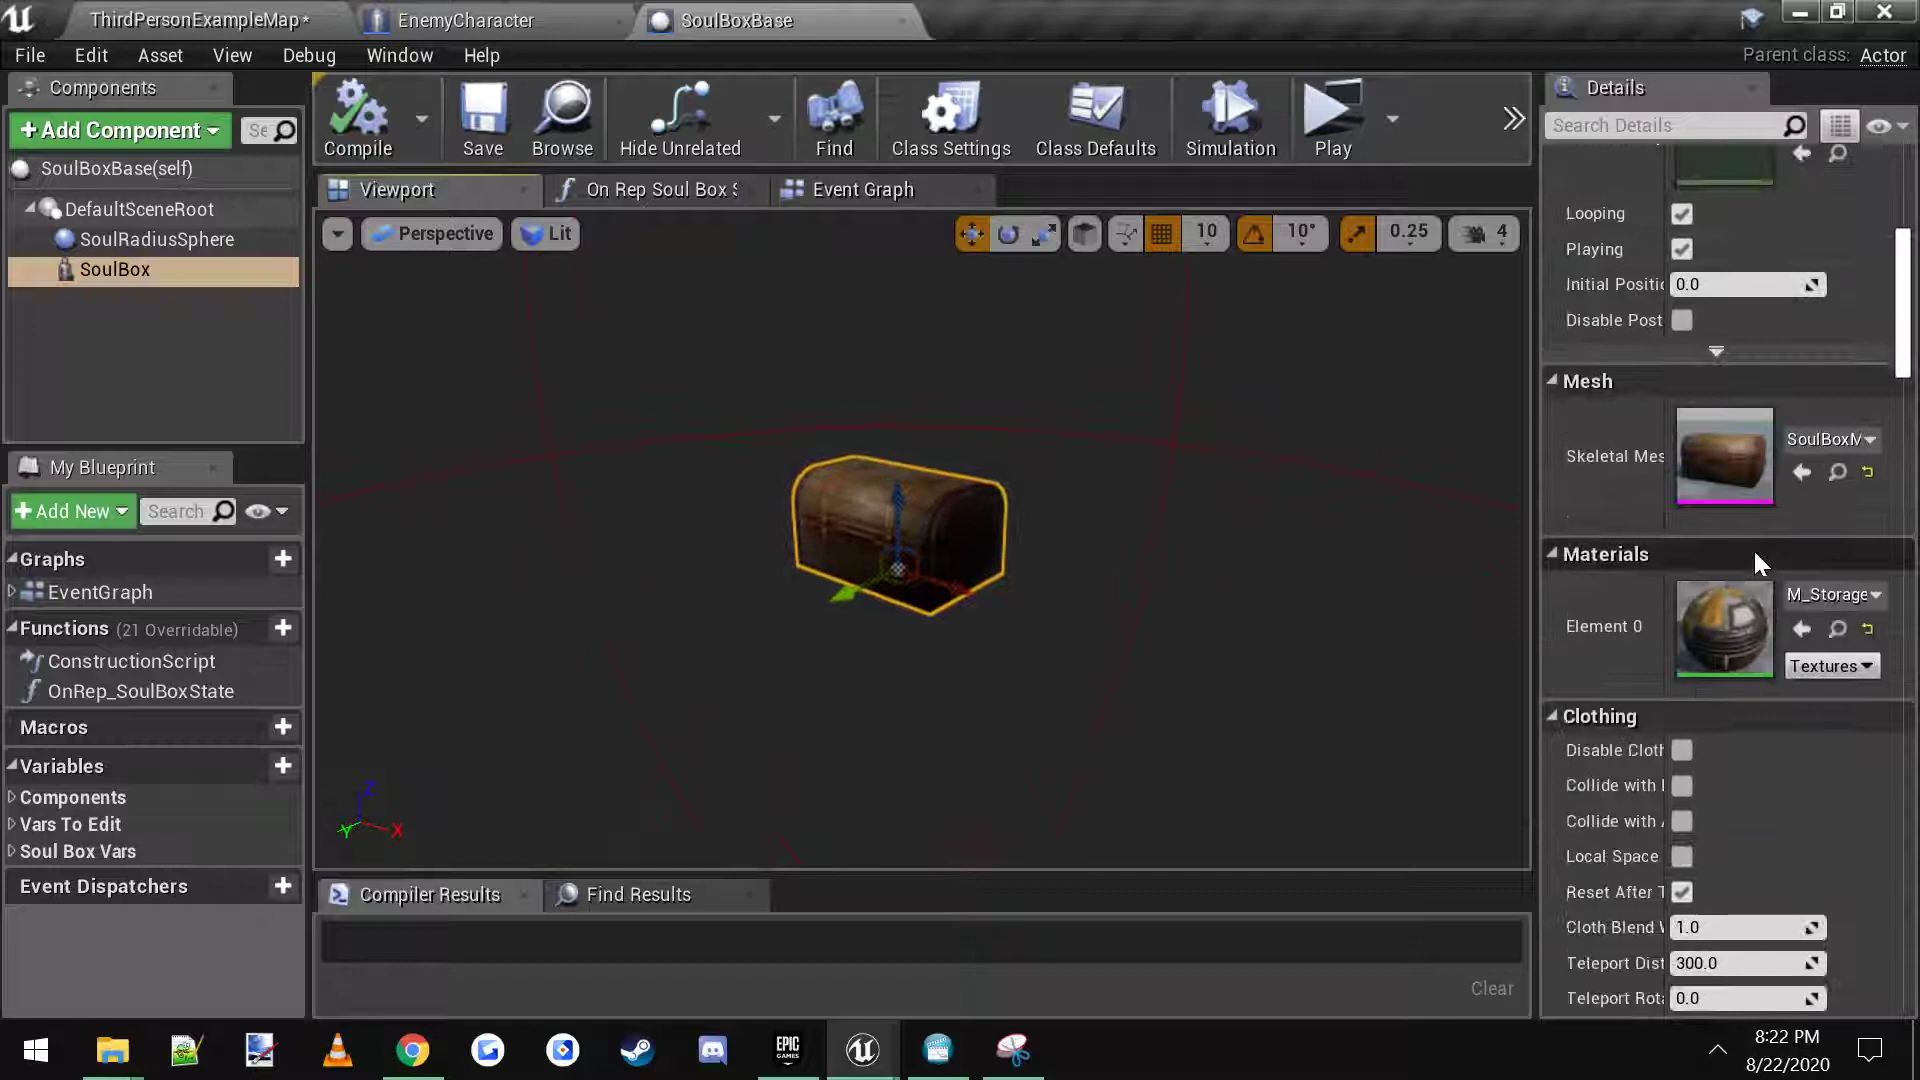 ThirdPersonExampleMap*
EnemyCharacter
SoulBoxBase
File Edit Asset View Debug Window Help
Parent class: Actor
Components
+ Add Component
Se
SoulBoxBase(self)
DefaultSceneRoot
SoulRadiusSphere
SoulBox
Compile
Save
Browse
Hide Unrelated
Find
Class Settings
Class Defaults
Simulation
Play
Viewport
On Rep Soul Box S
Event Graph
Perspective
Lit
10
10°
0.25
4
My Blueprint
+ Add New
Search
Graphs
EventGraph
Functions (21 Overridable)
ConstructionScript
OnRep_SoulBoxState
Macros
Variables
Components
Vars To Edit
Soul Box Vars
Event Dispatchers
X
Y
Z
Compiler Results
Find Results
Clear
Details
Search Details
Looping
Playing
Initial Positic 0.0
Disable Post
Mesh
Skeletal Mes
SoulBoxM
Materials
Element 0
M_Storage
Textures
Clothing
Disable Cloth
Collide with
Collide with
Local Space
Reset After T
Cloth Blend W 1.0
Teleport Dist 300.0
Teleport Rota 0.0
EPIC
GAMES
8:22 PM
8/22/2020